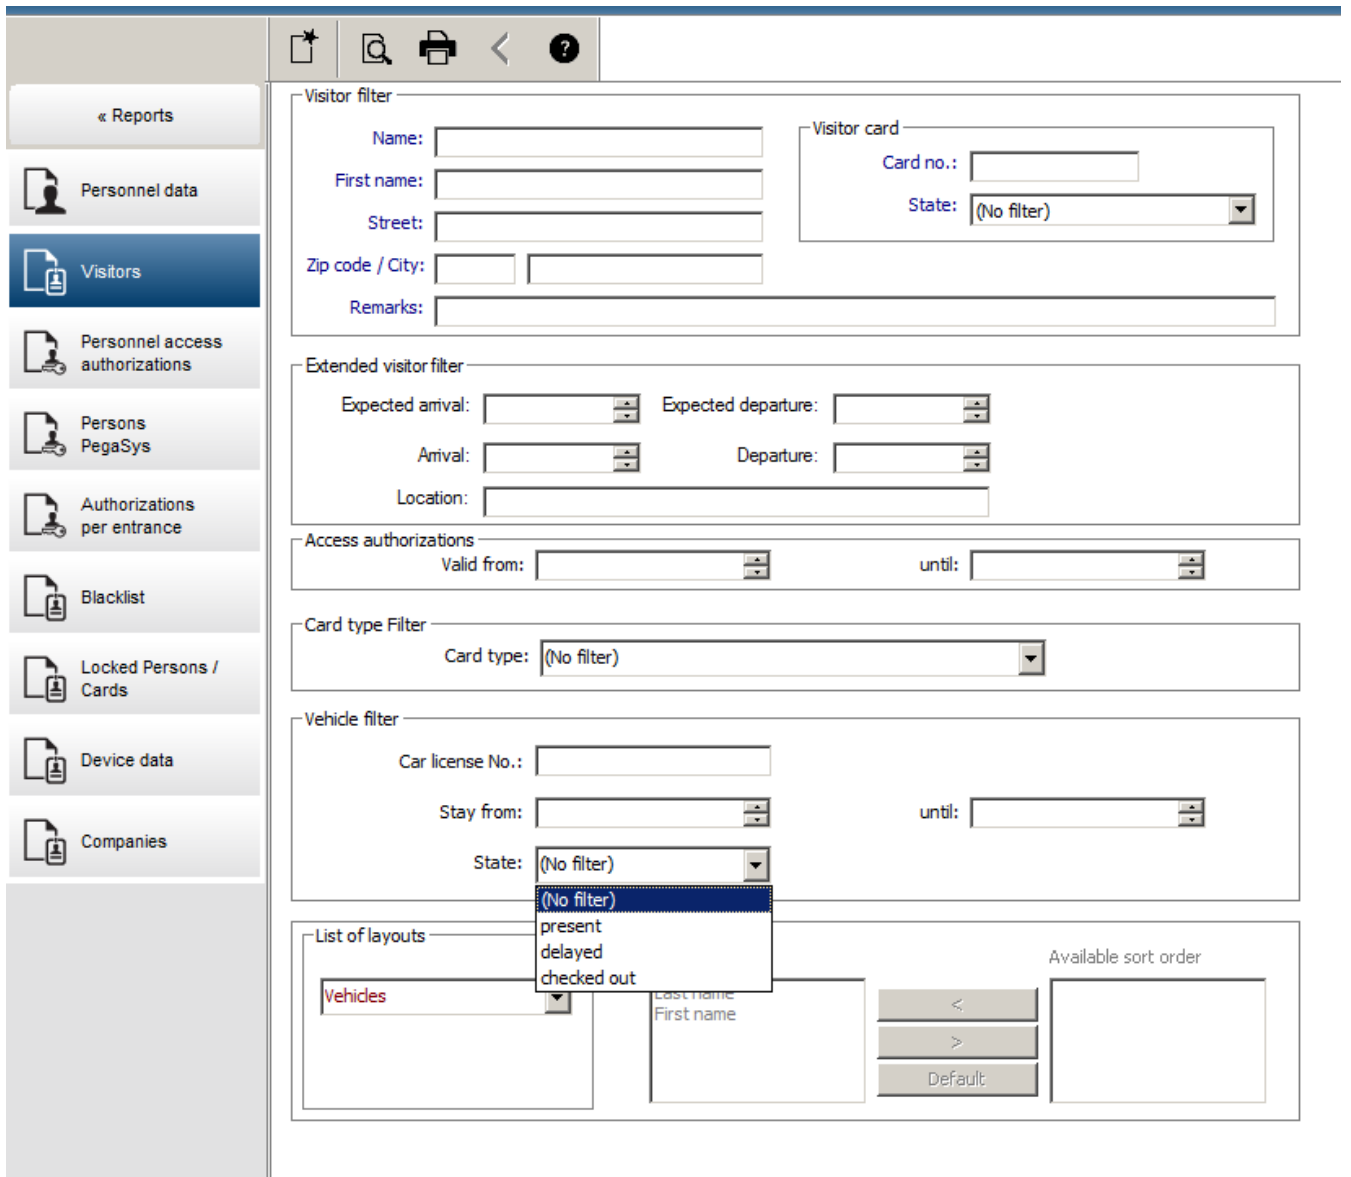 « Reports
Personnel data
Visitors
Personnel access
authorizations
Persons
PegaSys
Authorizations
per entrance
Blacklist
Locked Persons /
Cards
Device data
Companies
?
Visitor filter
Name:
First name:
Street:
Zip code / City:
Remarks:
Visitor card
Card no.:
State: (No filter)
Extended visitor filter
Expected arrival: Expected departure:
Arrival: Departure:
Location:
Access authorizations
Valid from: until:
Card type Filter
Card type: (No filter)
Vehicle filter
Car license No.:
Stay from: until:
State: (No filter)
(No filter)
present
delayed
checked out
List of layouts
Vehicles
Last name
First name
<
>
Default
Available sort order